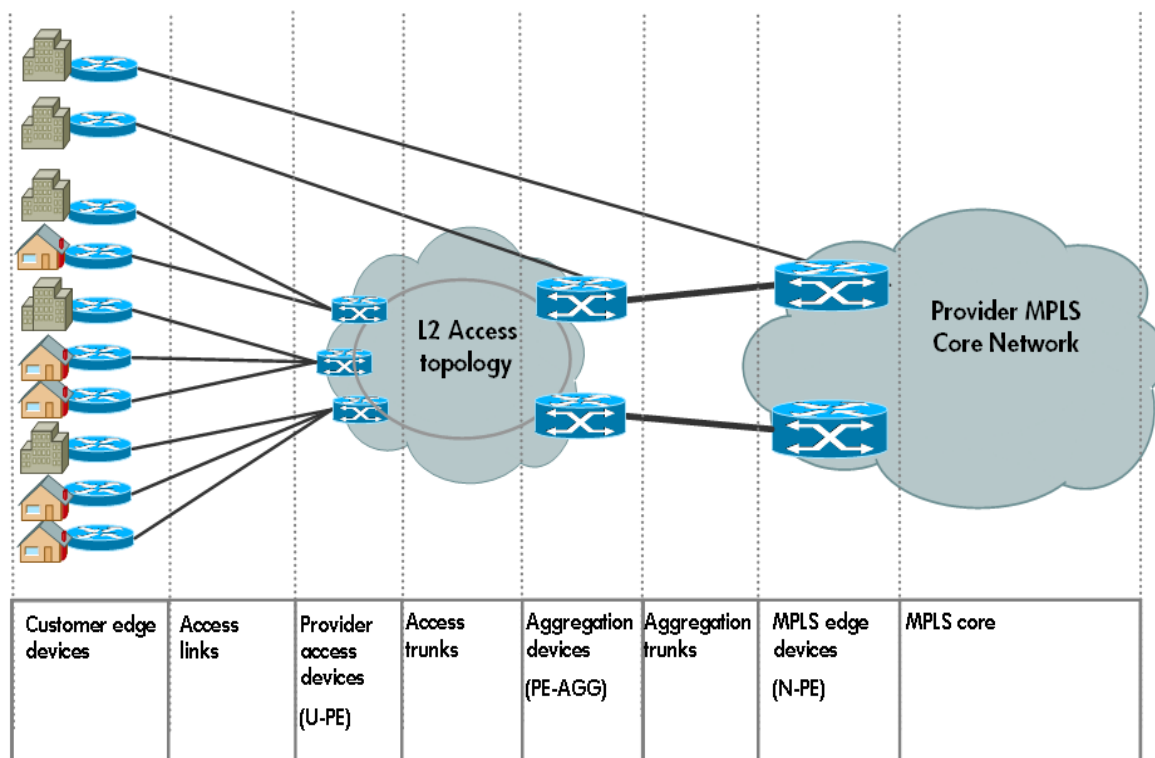 L2 Access
topology
Provider MPLS
Core Network
Customer edge
devices
Access
links
Provider
access
devices
(U-PE)
Access
trunks
Aggregation
devices
(PE-AGG)
Aggregation
trunks
MPLS edge
devices
(N-PE)
MPLS core